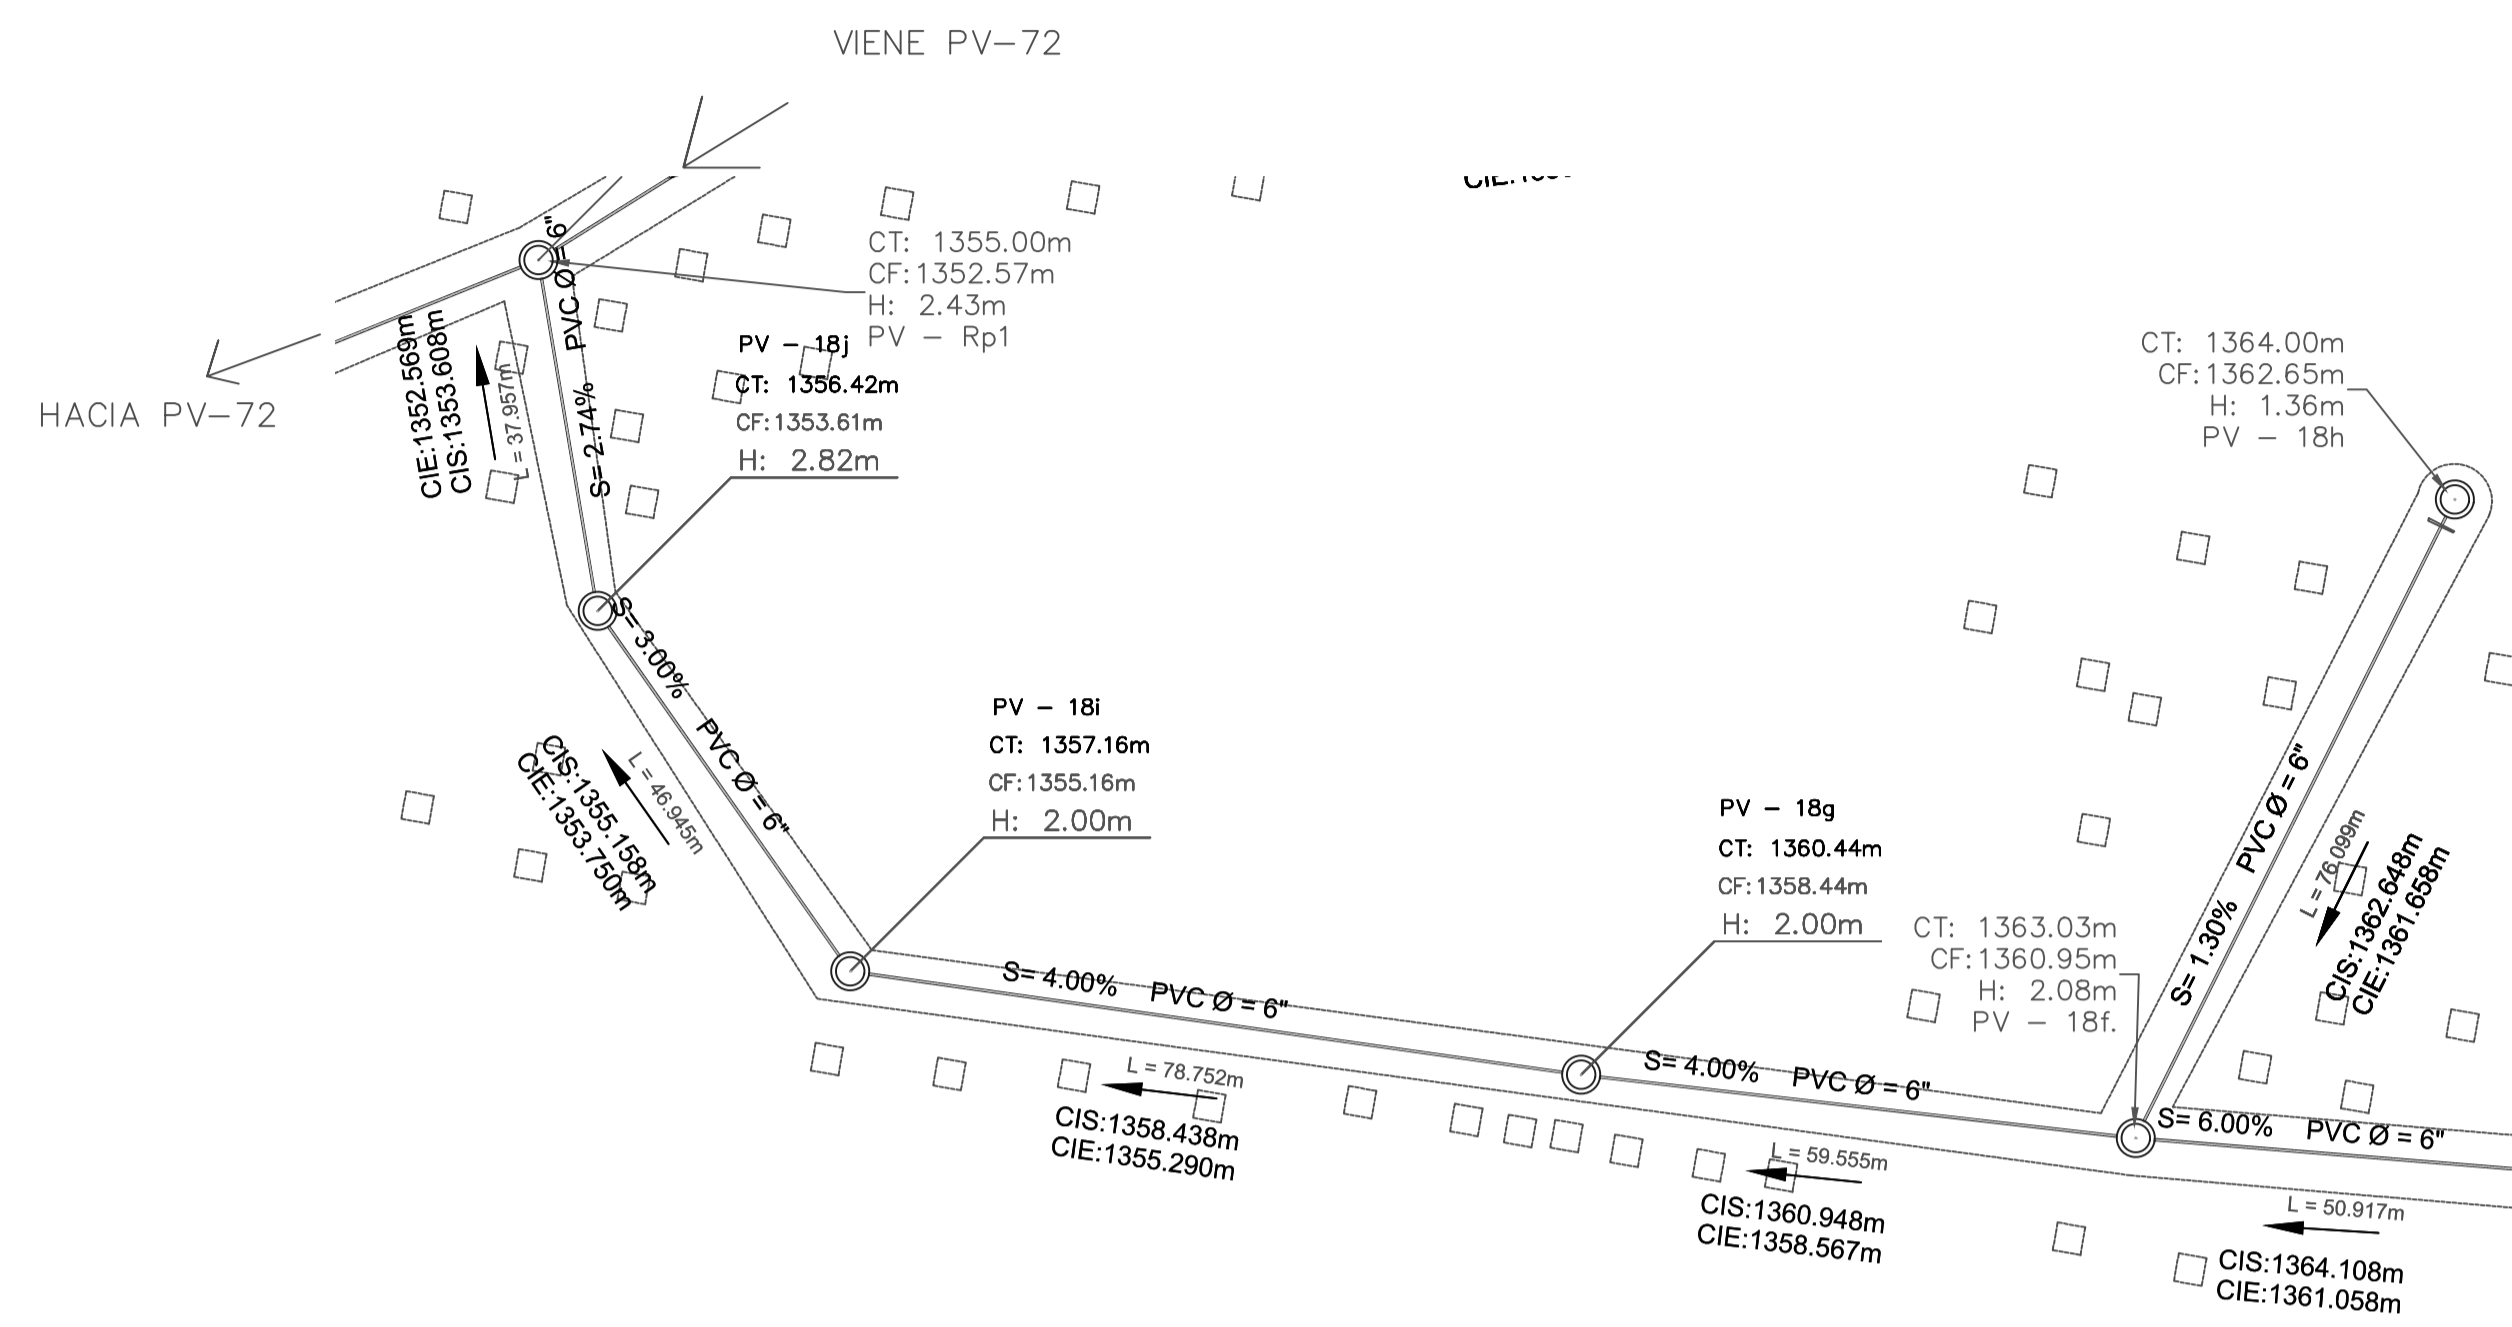 VIENE PV-72
HACIA PV-72
CT: 1355.00m
CF:1352.57m
H: 2.43m
PV - Rp1
PV - 18j
CT: 1356.42m
CF:1353.61m
H: 2.82m
CIE:1352.569m
CIS:1353.608m
L = 37.957m
S= 2.74% PVC Ø = 6"
CT: 1364.00m
CF:1362.65m
H: 1.36m
PV - 18h
S=3.00% PVC Ø = 6"
L = 46.945m
CIS:1355.158m
CIE:1353.750m
PV - 18i
CT: 1357.16m
CF:1355.16m
H: 2.00m
PV - 18g
CT: 1360.44m
CF:1358.44m
H: 2.00m
CT: 1363.03m
CF:1360.95m
H: 2.08m
PV - 18f.
S= 1.30% PVC Ø = 6"
L = 76.099m
CIS:1362.648m
CIE:1361.658m
S= 4.00% PVC Ø = 6"
L = 78.752m
CIS:1358.438m
CIE:1355.290m
S= 4.00% PVC Ø = 6"
L = 59.555m
CIS:1360.948m
CIE:1358.567m
S= 6.00% PVC Ø = 6"
L = 50.917m
CIS:1364.108m
CIE:1361.058m